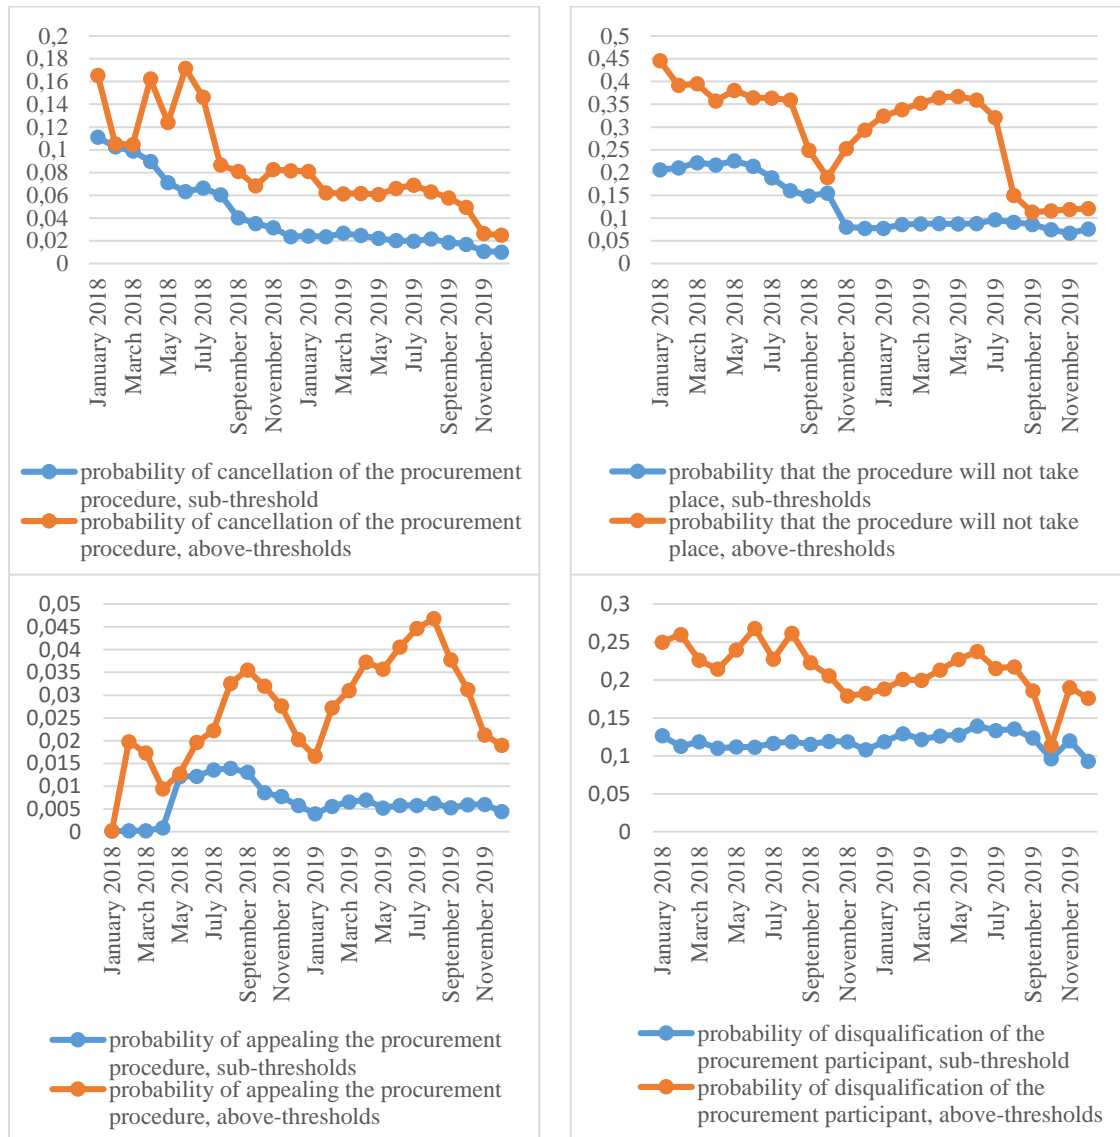 0,2
0,18
0,16
0,14
0,12
0,1
0,08
0,06
0,04
0,02
0
January 2018
March 2018
May 2018
July 2018
September 2018
November 2018
January 2019
March 2019
May 2019
July 2019
September 2019
November 2019
probability of cancellation of the procurement
procedure, sub-threshold
probability of cancellation of the procurement
procedure, above-thresholds
0,5
0,45
0,4
0,35
0,3
0,25
0,2
0,15
0,1
0,05
0
January 2018
March 2018
May 2018
July 2018
September 2018
November 2018
January 2019
March 2019
May 2019
July 2019
September 2019
November 2019
probability that the procedure will not take
place, sub-thresholds
probability that the procedure will not take
place, above-thresholds
0,05
0,045
0,04
0,035
0,03
0,025
0,02
0,015
0,01
0,005
0
January 2018
March 2018
May 2018
July 2018
September 2018
November 2018
January 2019
March 2019
May 2019
July 2019
September 2019
November 2019
probability of appealing the procurement
procedure, sub-thresholds
probability of appealing the procurement
procedure, above-thresholds
0,3
0,25
0,2
0,15
0,1
0,05
0
January 2018
March 2018
May 2018
July 2018
September 2018
November 2018
January 2019
March 2019
May 2019
July 2019
September 2019
November 2019
probability of disqualification of the
procurement participant, sub-threshold
probability of disqualification of the
procurement participant, above-thresholds